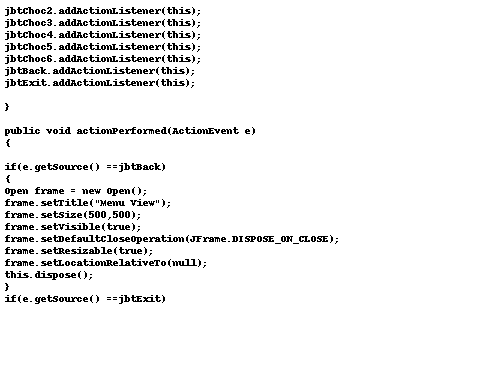 jbtChoc2.addActionListener(this);
jbtChoc3.addActionListener(this);
jbtChoc4.addActionListener(this);
jbtChoc5.addActionListener(this);
jbtChoc6.addActionListener(this);
jbtBack.addActionListener(this);
jbtExit.addActionListener(this);
}
public void actionPerformed(ActionEvent e)
{
if(e.getSource() ==jbtBack)
{
Open frame = new Open();
frame.setTitle("Menu View");
frame.setSize(500,500);
frame.setVisible(true);
frame.setDefaultCloseOperation(JFrame.DISPOSE_ON_CLOSE);
frame.setResizable(true);
frame.setLocationRelativeTo(null);
this.dispose();
}
if(e.getSource() ==jbtExit)